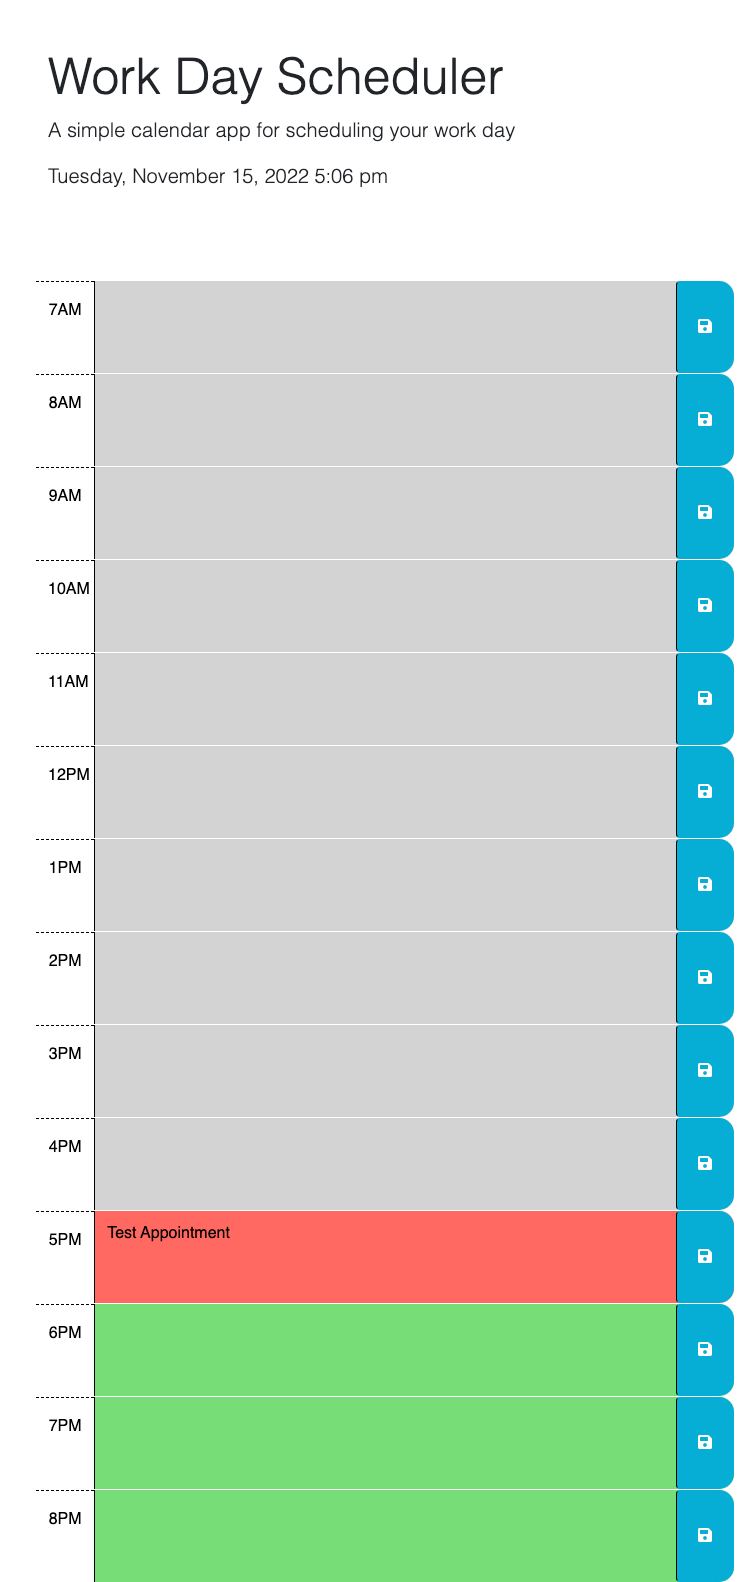 Work Day Scheduler
A simple calendar app for scheduling your work day
Tuesday, November 15, 2022 5:06 pm
7AM
8AM
9AM
10AM
11AM
12PM
1PM
2PM
3PM
4PM
5PM Test Appointment
6PM
7PM
8PM